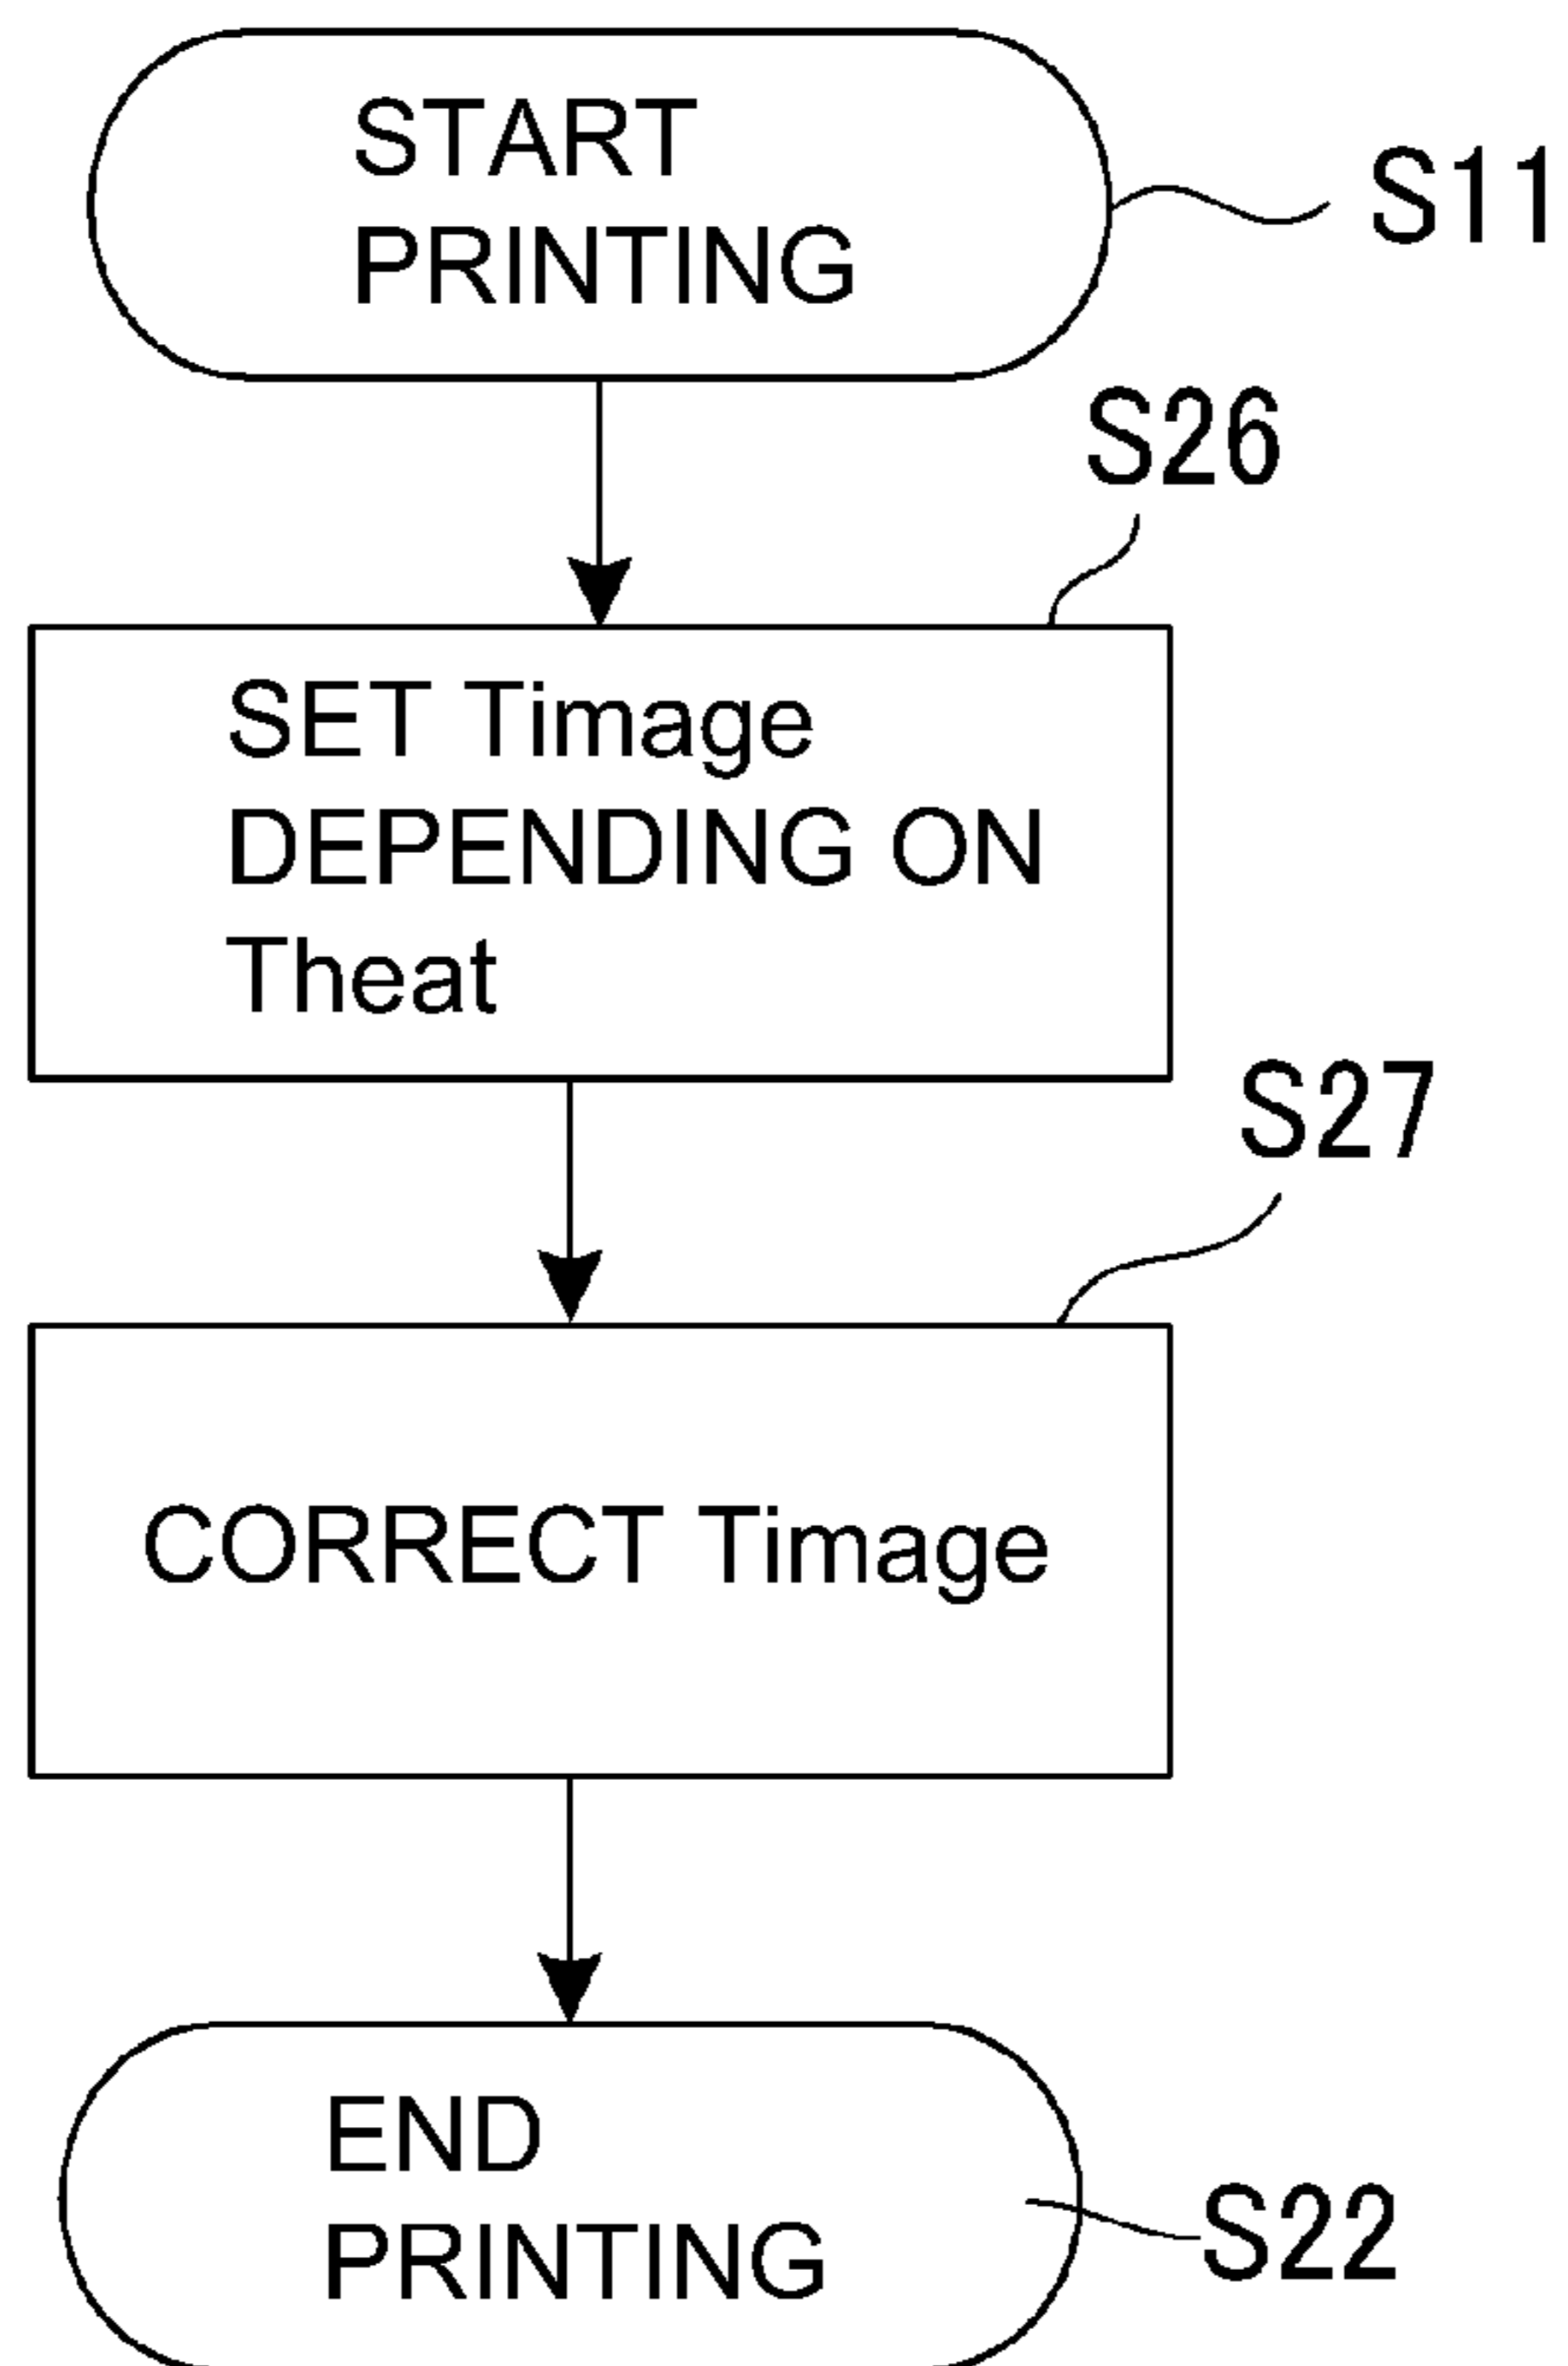 START
PRINTING
S11
S26
SET Timage
DEPENDING ON
Theat
S27
CORRECT Timage
END
PRINTING
S22